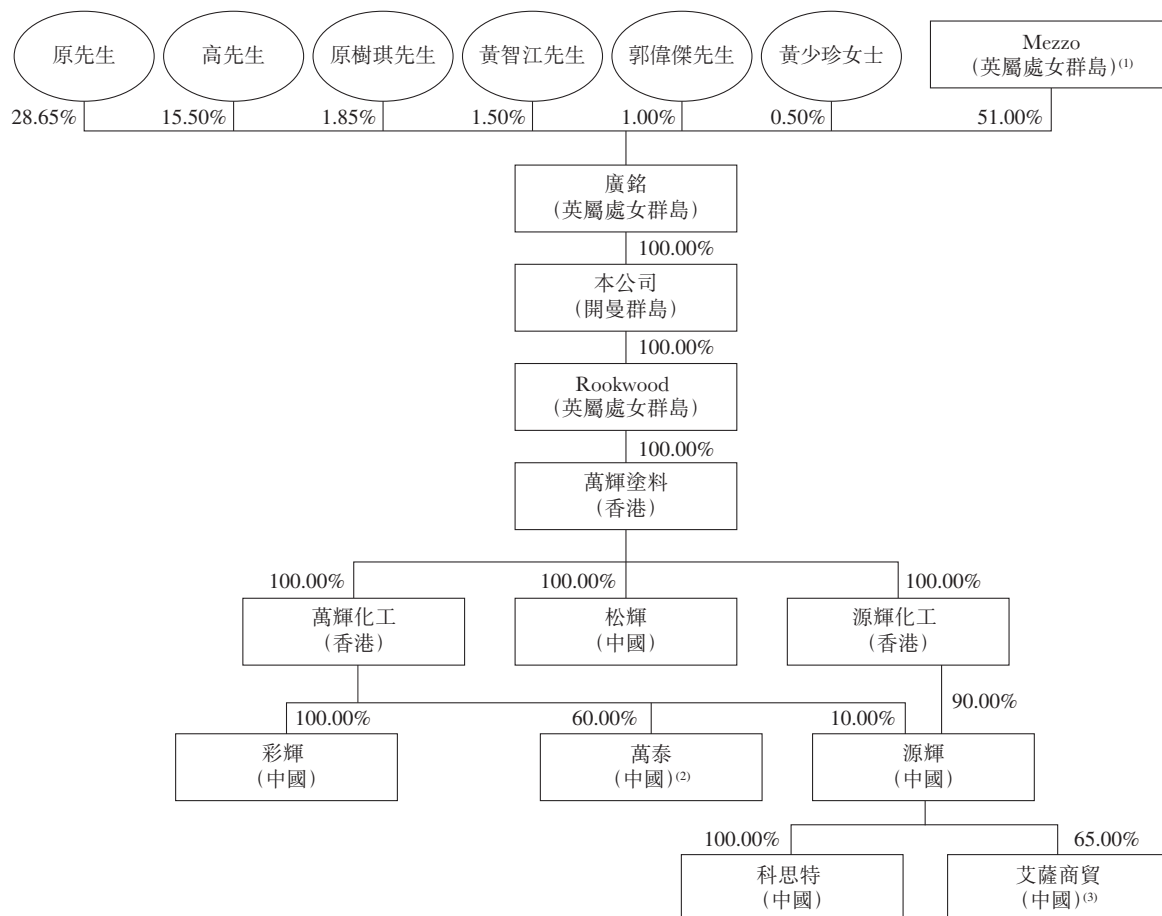 原先生
高先生
原樹琪先生
黃智江先生
郭偉傑先生
黃少珍女士
Mezzo
(英屬處女群島)(1)
28.65%
15.50%
1.85%
1.50%
1.00%
0.50%
51.00%
廣銘
(英屬處女群島)
100.00%
本公司
(開曼群島)
100.00%
Rookwood
(英屬處女群島)
100.00%
萬輝塗料
(香港)
100.00%
100.00%
100.00%
萬輝化工
(香港)
松輝
(中國)
源輝化工
(香港)
100.00%
60.00%
10.00%
90.00%
彩輝
(中國)
萬泰
(中國)(2)
源輝
(中國)
100.00%
65.00%
科思特
(中國)
艾薩商貿
(中國)(3)